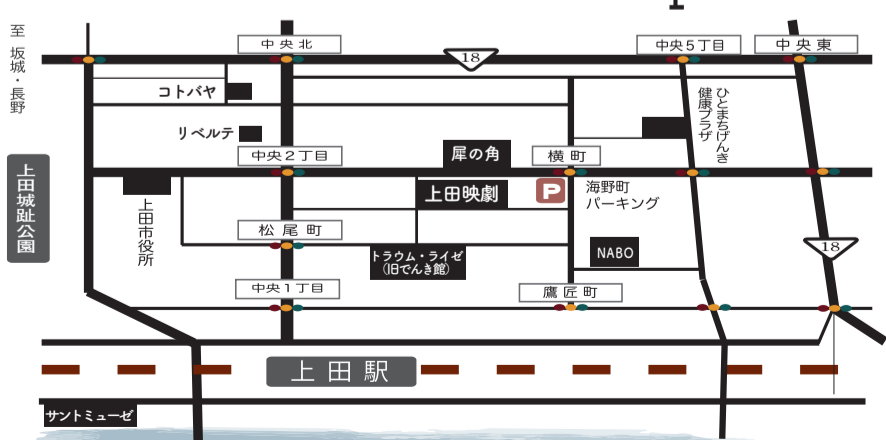 至 坂城・長野
中央北
18
中央5丁目
中央東
コトバヤ
リベルテ
ひとまちげんき
健康プラザ
中央2丁目
犀の角
横町
上田城趾公園
上田市役所
上田映劇
P
海野町
パーキング
松尾町
トラウム・ライゼ
(旧でんき館)
NABO
18
中央1丁目
鷹匠町
上田駅
サントミューゼ